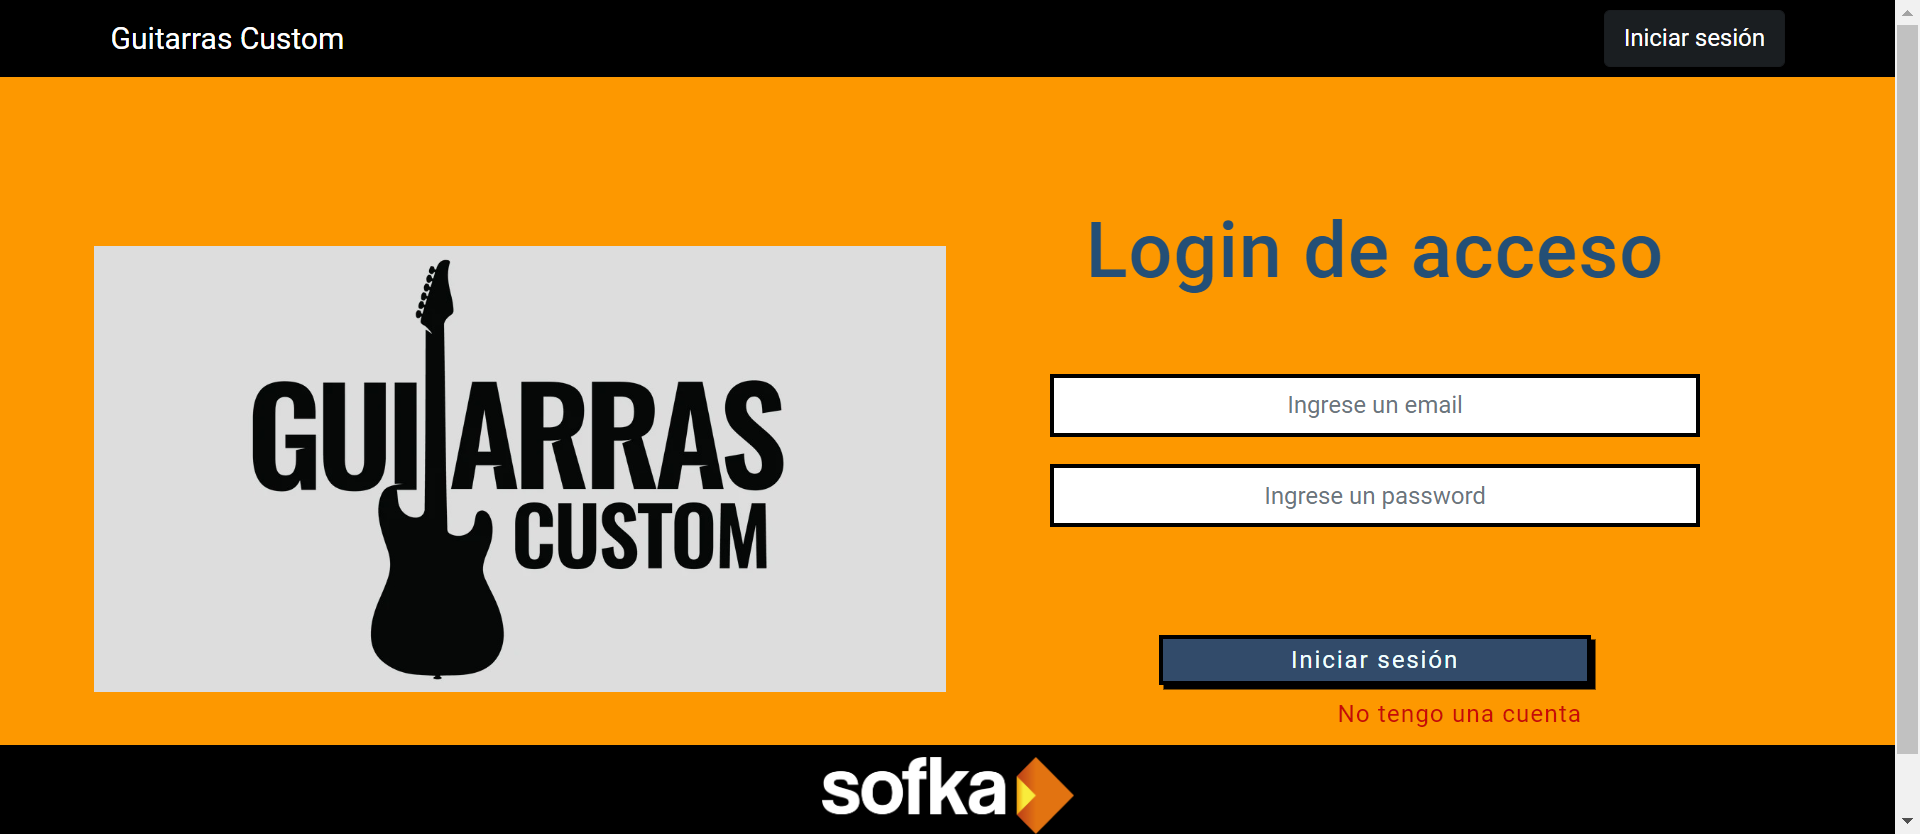 Guitarras Custom
Iniciar sesión
GUITARRAS
CUSTOM
Login de acceso
Ingrese un email
Ingrese un password
Iniciar sesión
No tengo una cuenta
sofka